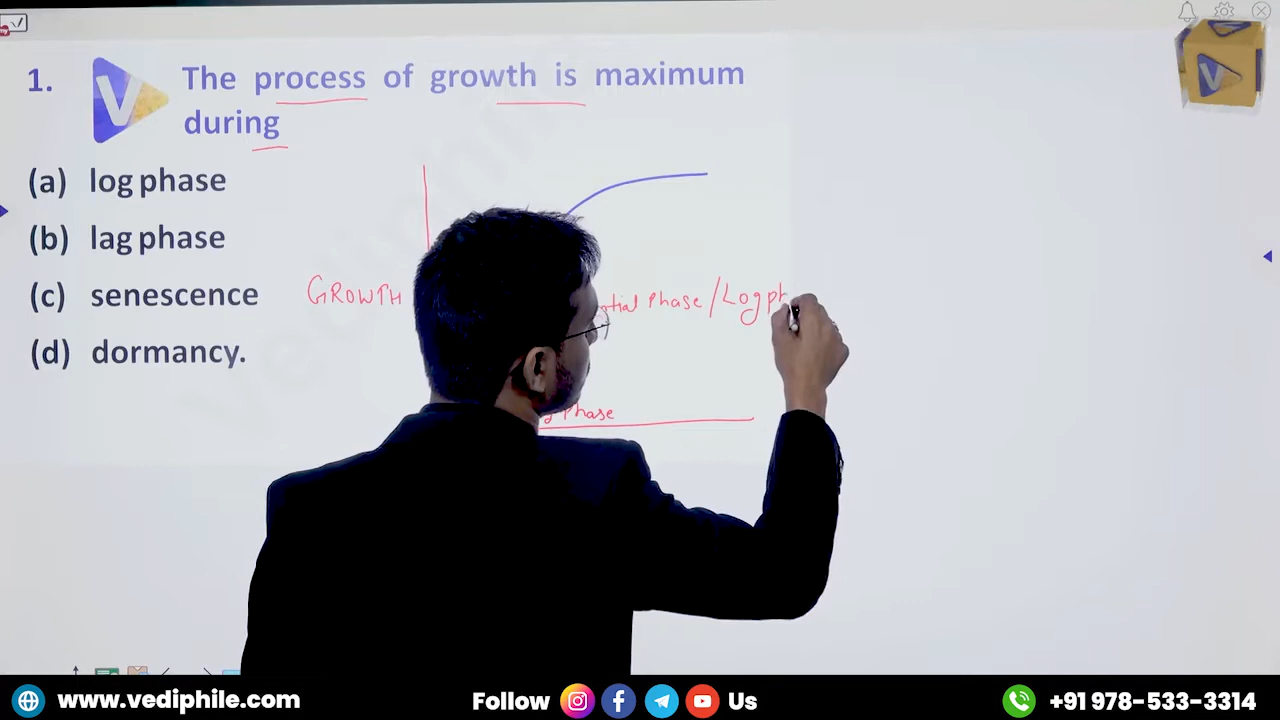 1. The process of growth is maximum
during
(a) log phase
(b) lag phase
(c) senescence
(d) dormancy.
GROWTH
Phase / Log
Phase
www.vediphile.com
Follow Us
+91 978-533-3314